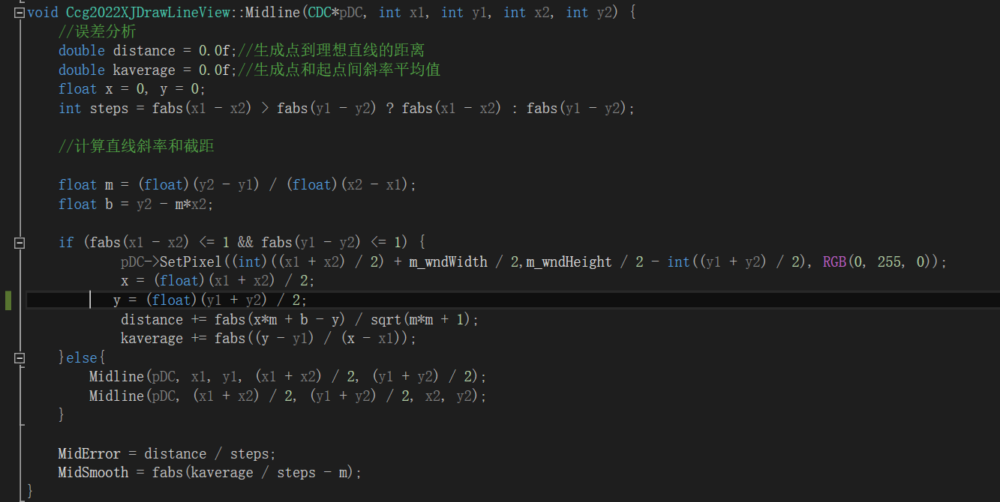 void Ccg2022XJDrawLineView::Midline(CDC*pDC, int x1, int y1, int x2, int y2) {
//误差分析
double distance = 0.0f;//生成点到理想直线的距离
double kaverage = 0.0f;//生成点和起点间斜率平均值
float x = 0, y = 0;
int steps = fabs(x1 - x2) > fabs(y1 - y2) ? fabs(x1 - x2) : fabs(y1 - y2);
//计算直线斜率和截距
float m = (float)(y2 - y1) / (float)(x2 - x1);
float b = y2 - m*x2;
if (fabs(x1 - x2) <= 1 && fabs(y1 - y2) <= 1) {
pDC->SetPixel((int)((x1 + x2) / 2) + m_wndWidth / 2,m_wndHeight / 2 - int((y1 + y2) / 2), RGB(0, 255, 0));
x = (float)(x1 + x2) / 2;
y = (float)(y1 + y2) / 2;
distance += fabs(x*m + b - y) / sqrt(m*m + 1);
kaverage += fabs((y - y1) / (x - x1));
}else{
Midline(pDC, x1, y1, (x1 + x2) / 2, (y1 + y2) / 2);
Midline(pDC, (x1 + x2) / 2, (y1 + y2) / 2, x2, y2);
}
MidError = distance / steps;
MidSmooth = fabs(kaverage / steps - m);
}